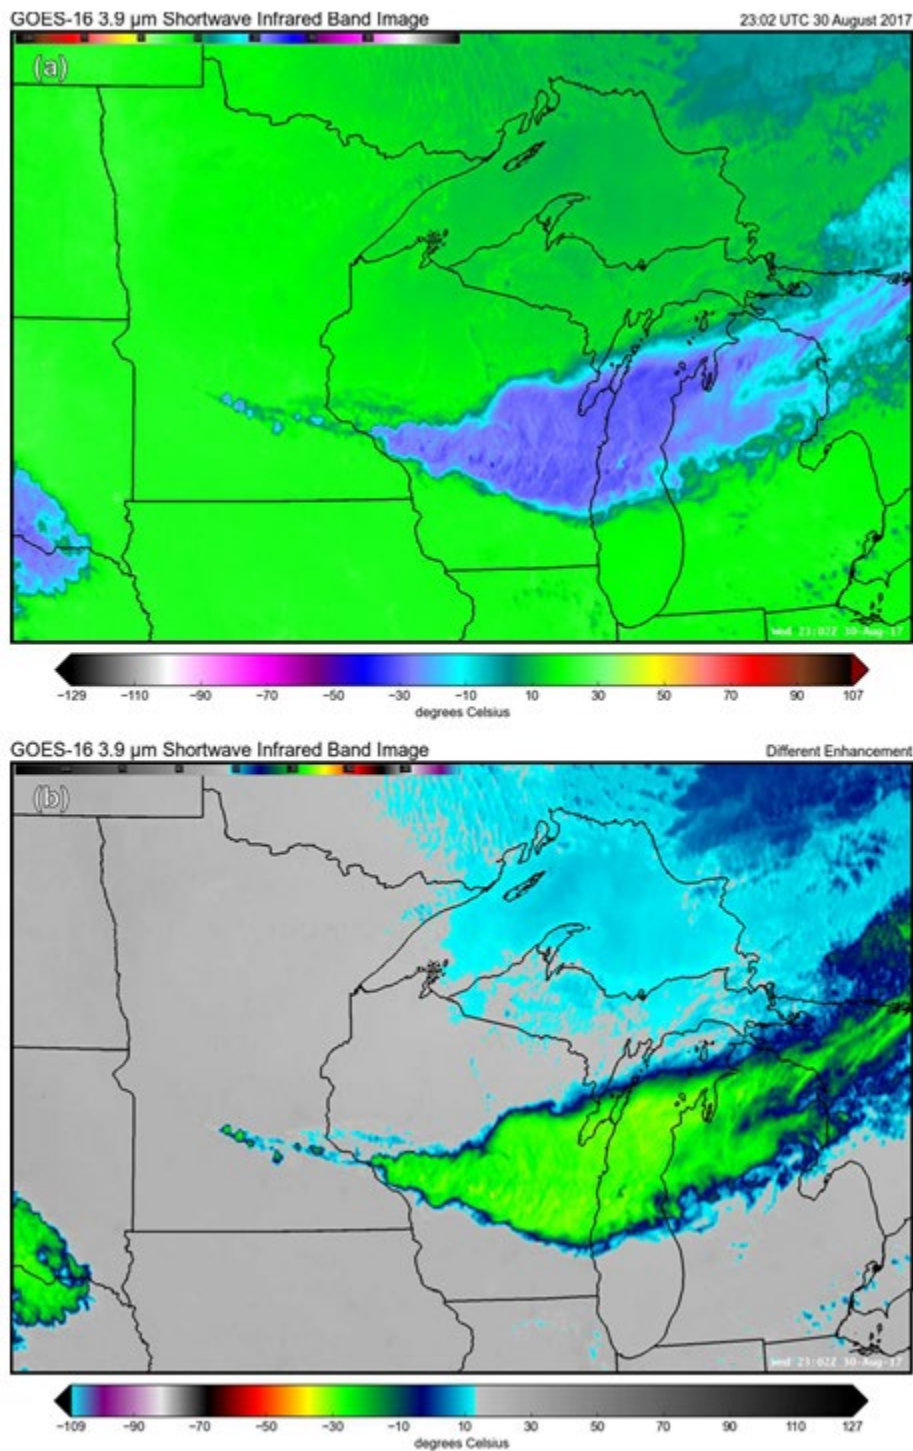 GOES-16 3.9 µm Shortwave Infrared Band Image 23:02 UTC 30 August 2017
(a)
Wed 23:02Z 30-Aug-17
−129 −110 −90 −70 −50 −30 −10 10 30 50 70 90 107
degrees Celsius
GOES-16 3.9 µm Shortwave Infrared Band Image Different Enhancement
(b)
Wed 23:02Z 30-Aug-17
−109 −90 −70 −50 −30 −10 10 30 50 70 90 110 127
degrees Celsius